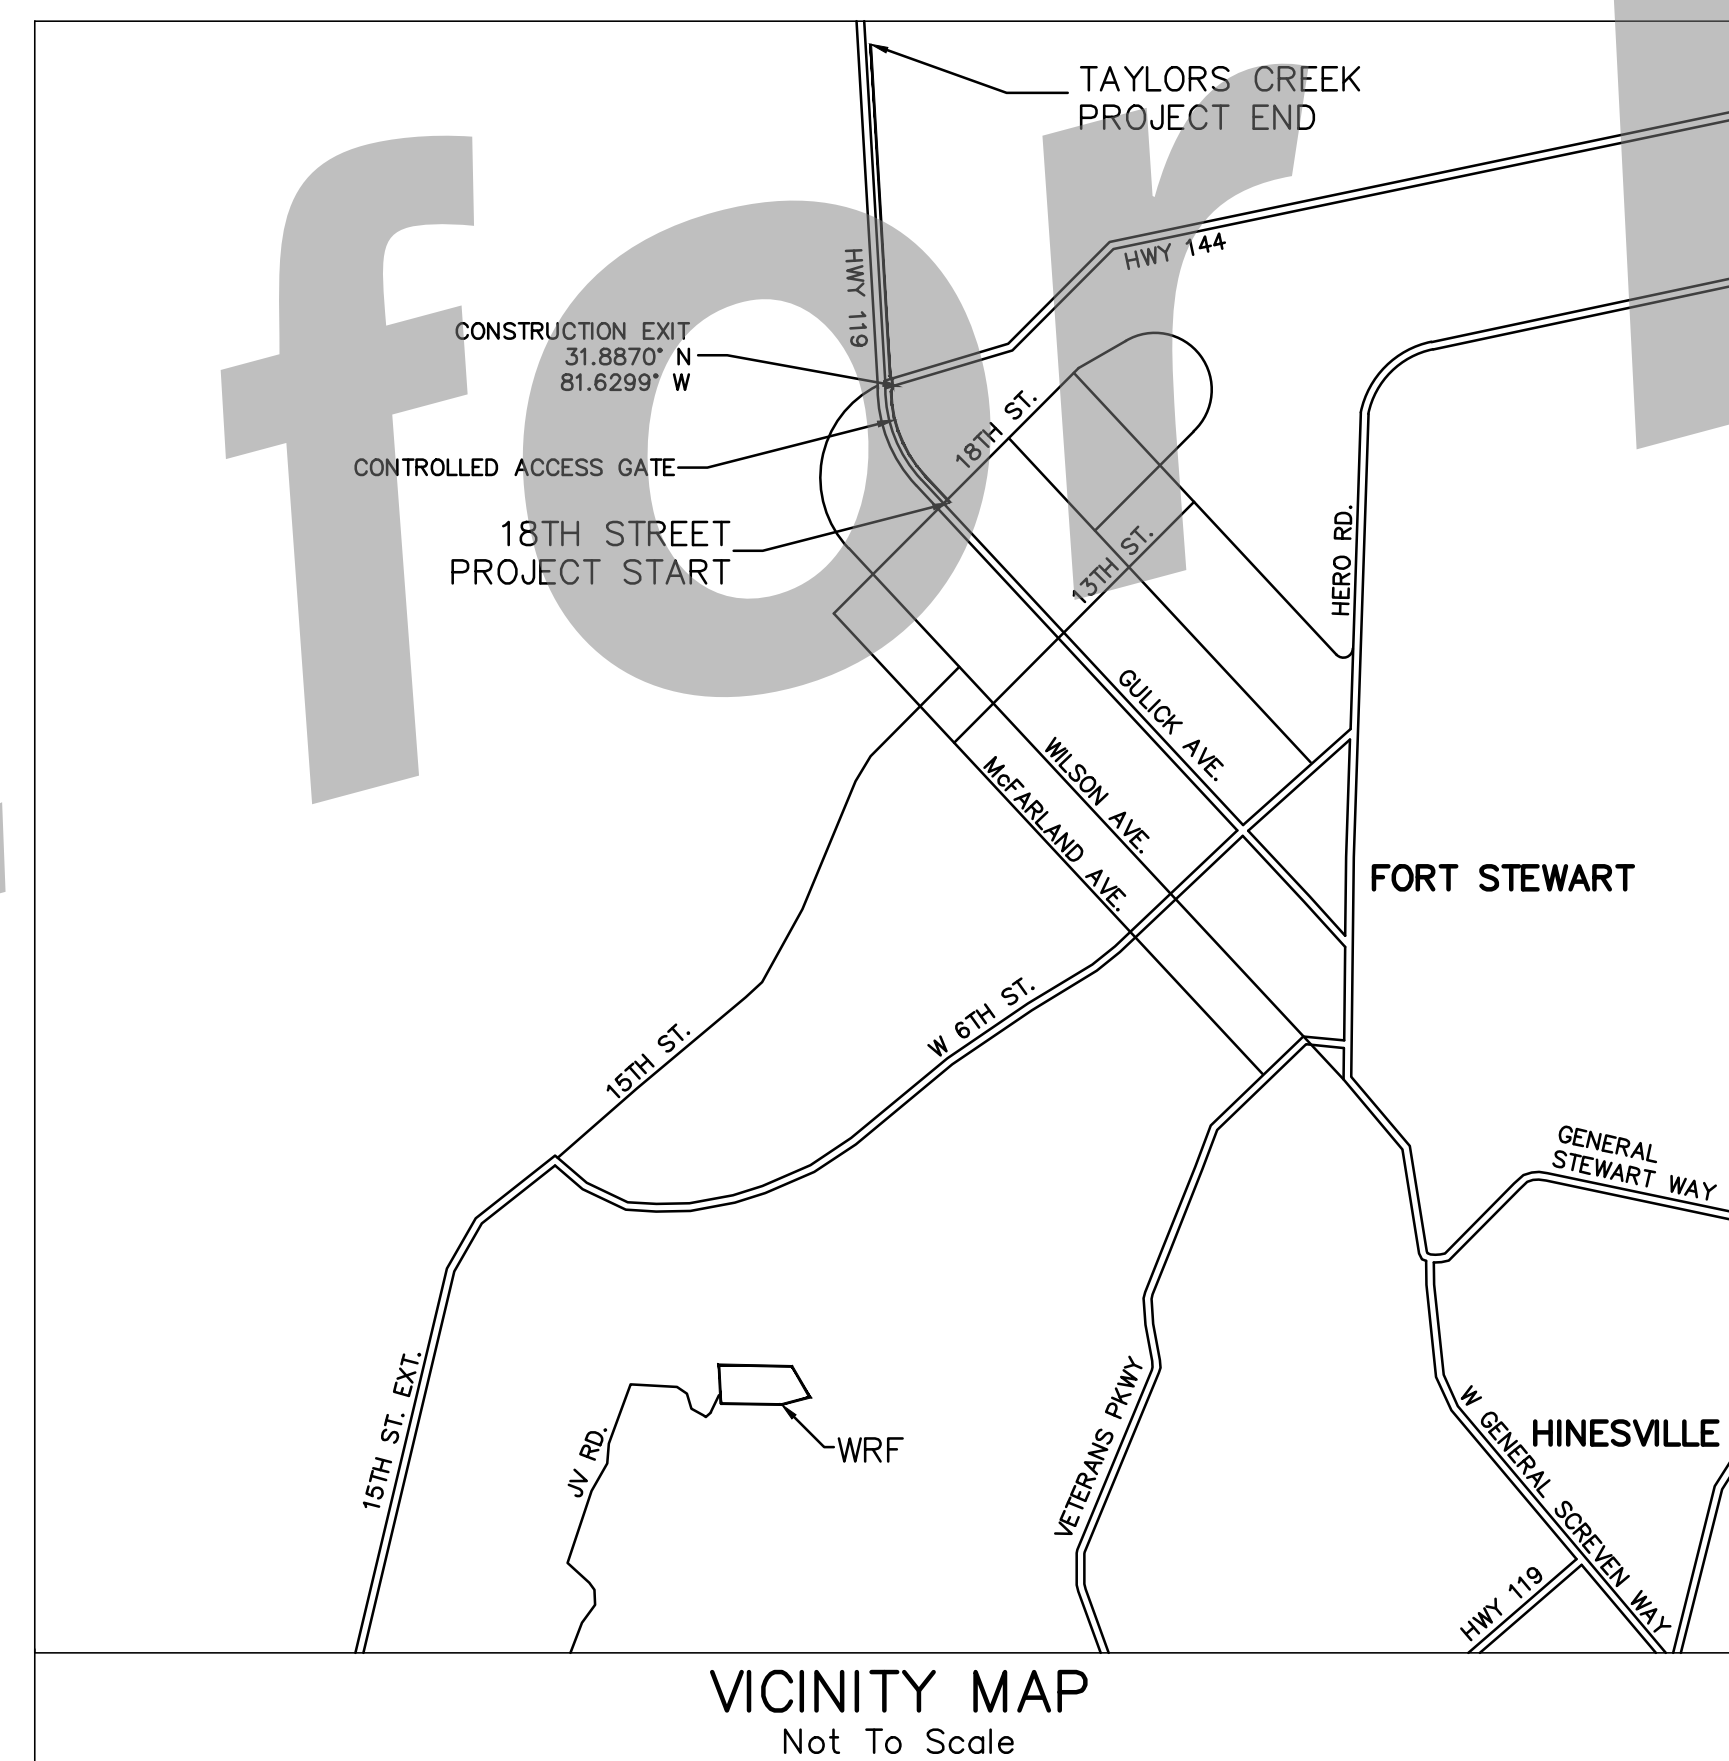 TAYLORS CREEK
PROJECT END
HWY 144
HWY 119
CONSTRUCTION EXIT
31.8870° N
81.6299° W
18TH ST.
CONTROLLED ACCESS GATE
18TH STREET
PROJECT START
13TH ST.
HERO RD.
GULICK AVE.
WILSON AVE.
McFARLAND AVE.
FORT STEWART
W 6TH ST.
15TH ST.
GENERAL
STEWART WAY
15TH ST. EXT.
JV RD.
WRF
VETERANS PKWY
HINESVILLE
W GENERAL SCREVEN WAY
HWY 119
VICINITY MAP
Not To Scale
for